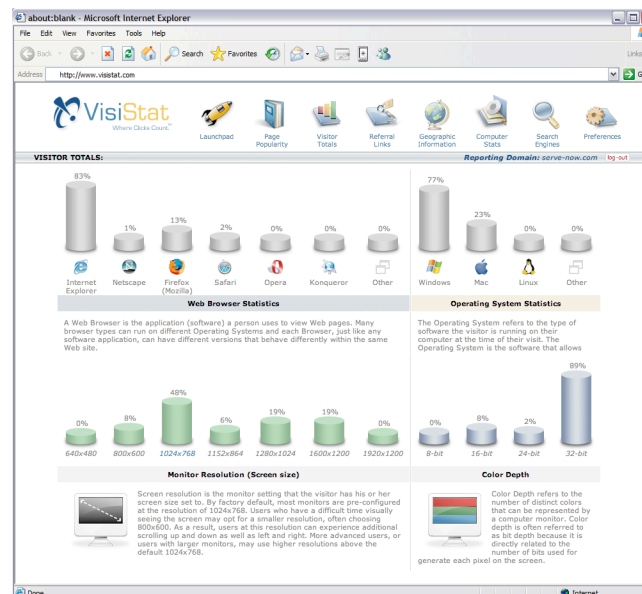 about:blank - Microsoft Internet Explorer
File Edit View Favorites Tools Help
Back Search Favorites
Links
Address http://www.visistat.com
G
VisiStat
Where Clicks Count.
Launchpad Page Popularity Visitor Totals Referral Links Geographic Information Computer Stats Search Engines Preferences
VISITOR TOTALS: Reporting Domain: serve-now.com log-out
83% 1% 13% 2% 0% 0% 0%
Internet Explorer Netscape Firefox (Mozilla) Safari Opera Konqueror Other
77% 23% 0% 0%
Windows Mac Linux Other
Web Browser Statistics
A Web Browser is the application (software) a person uses to view Web pages. Many
browser types can run on different Operating Systems and each Browser, just like any
software application, can have different versions that behave differently within the same
Web site.
Operating System Statistics
The Operating System refers to the type of
software the visitor is running on their
computer at the time of their visit. The
Operating System is the software that allows
0% 8% 48% 6% 19% 19% 0%
640x480 800x600 1024x768 1152x864 1280x1024 1600x1200 1920x1200
0% 8% 2% 89%
8-bit 16-bit 24-bit 32-bit
Monitor Resolution (Screen size)
Screen resolution is the monitor setting that the visitor has his or her
screen size set to. By factory default, most monitors are pre-configured
at the resolution of 1024x768. Users who have a difficult time visually
seeing the screen may opt for a smaller resolution, often choosing
800x600. As a result, users at this resolution can experience additional
scrolling up and down as well as left and right. More advanced users, or
users with larger monitors, may use higher resolutions above the
default 1024x768.
Color Depth
Color Depth refers to the
number of distinct colors
that can be represented by
a computer monitor. Color
depth is often referred to
as bit depth because it is
directly related to the
number of bits used for
generate each pixel on the screen.
Done Internet